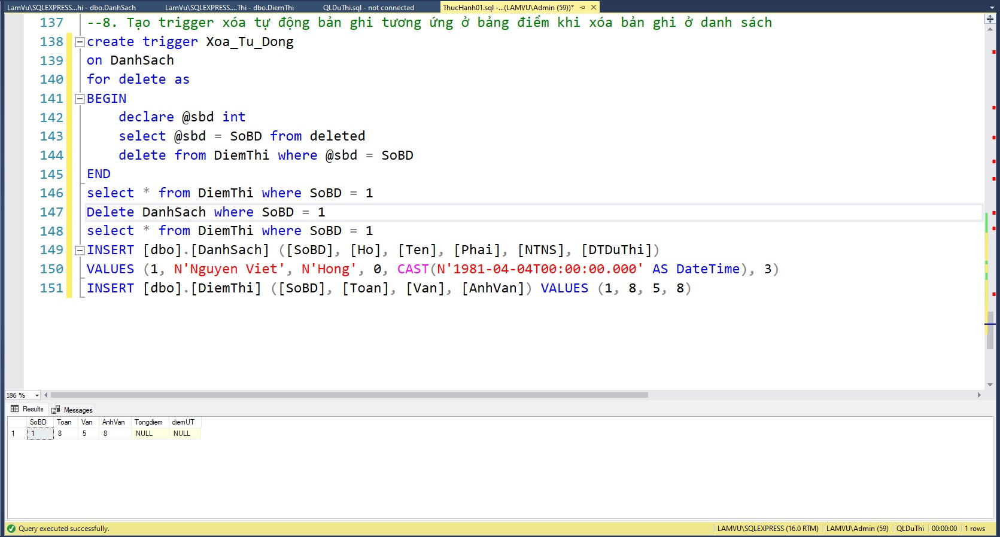 LamVu\SQLEXPRESS...hi - dbo.DanhSach
LamVu\SQLEXPRESS....Thi - dbo.DiemThi
QLDuThi.sql - not connected
ThucHanh01.sql -...(LAMVU\Admin (59))*
137 --8. Tạo trigger xóa tự động bản ghi tương ứng ở bảng điểm khi xóa bản ghi ở danh sách
138 create trigger Xoa_Tu_Dong
139 on DanhSach
140 for delete as
141 BEGIN
142 declare @sbd int
143 select @sbd = SoBD from deleted
144 delete from DiemThi where @sbd = SoBD
145 END
146 select * from DiemThi where SoBD = 1
147 Delete DanhSach where SoBD = 1
148 select * from DiemThi where SoBD = 1
149 INSERT [dbo].[DanhSach] ([SoBD], [Ho], [Ten], [Phai], [NTNS], [DTDuThi])
150 VALUES (1, N'Nguyen Viet', N'Hong', 0, CAST(N'1981-04-04T00:00:00.000' AS DateTime), 3)
151 INSERT [dbo].[DiemThi] ([SoBD], [Toan], [Van], [AnhVan]) VALUES (1, 8, 5, 8)
186 %
Results Messages
SoBD Toan Van AnhVan Tongdiem diemUT
1 1 8 5 8 NULL NULL
Query executed successfully.
LAMVU\SQLEXPRESS (16.0 RTM) LAMVU\Admin (59) QLDuThi 00:00:00 1 rows